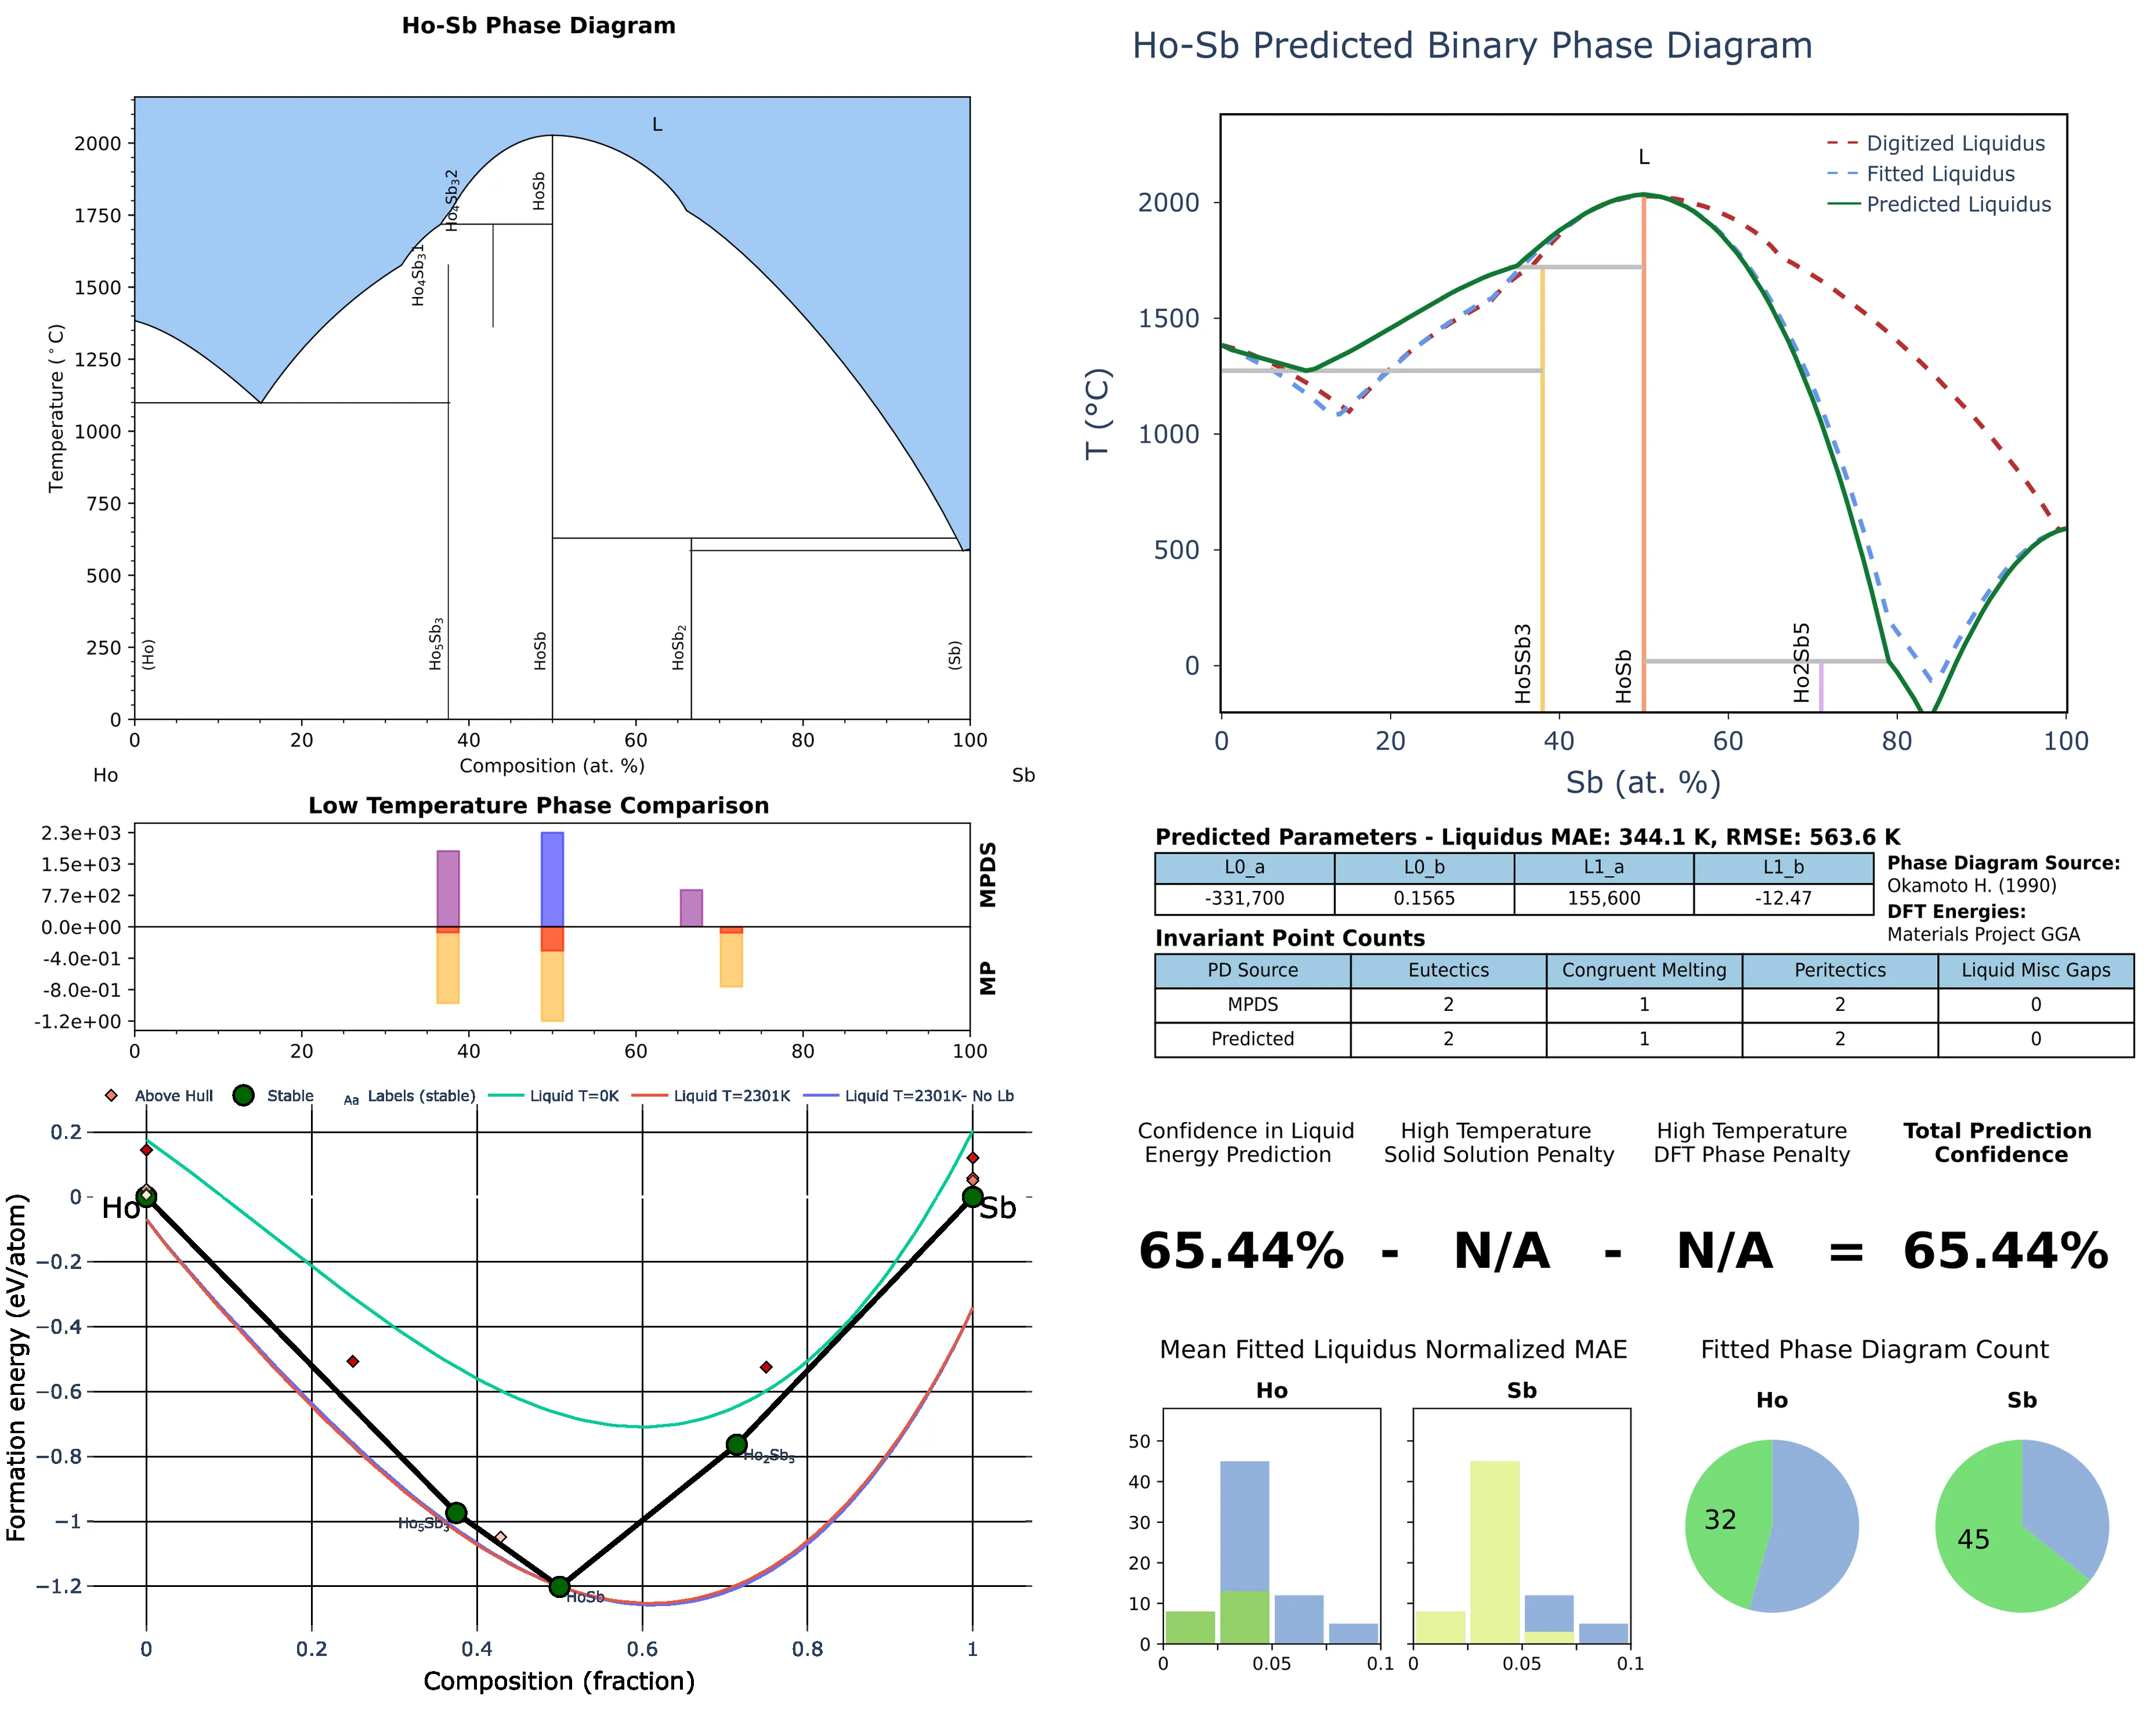 Ho-Sb Phase Diagram
L
Ho₄Sb₃2
HoSb
Ho₄Sb₃1
Ho₅Sb₃
HoSb
HoSb₂
(Ho)
(Sb)
Temperature (°C)
2000
1750
1500
1250
1000
750
500
250
0
0 20 40 60 80 100
Composition (at. %)
Ho Sb
Low Temperature Phase Comparison
2.3e+03
1.5e+03
7.7e+02
0.0e+00
-4.0e-01
-8.0e-01
-1.2e+00
MPDS
MP
0 20 40 60 80 100
Above Hull Stable Aa Labels (stable) Liquid T=0K Liquid T=2301K Liquid T=2301K- No Lb
Formation energy (eV/atom)
0.2
0
−0.2
−0.4
−0.6
−0.8
−1
−1.2
Ho
Sb
Ho₂Sb₅
Ho₅Sb₃
HoSb
0 0.2 0.4 0.6 0.8 1
Composition (fraction)
Ho-Sb Predicted Binary Phase Diagram
Digitized Liquidus
Fitted Liquidus
Predicted Liquidus
L
T (°C)
2000
1500
1000
500
0
Ho5Sb3
HoSb
Ho2Sb5
0 20 40 60 80 100
Sb (at. %)
Predicted Parameters - Liquidus MAE: 344.1 K, RMSE: 563.6 K
L0_a L0_b L1_a L1_b
-331,700 0.1565 155,600 -12.47
Phase Diagram Source:
Okamoto H. (1990)
DFT Energies:
Materials Project GGA
Invariant Point Counts
PD Source Eutectics Congruent Melting Peritectics Liquid Misc Gaps
MPDS 2 1 2 0
Predicted 2 1 2 0
Confidence in Liquid
Energy Prediction
High Temperature
Solid Solution Penalty
High Temperature
DFT Phase Penalty
Total Prediction
Confidence
65.44% - N/A - N/A = 65.44%
Mean Fitted Liquidus Normalized MAE
Ho Sb
50
40
30
20
10
0
0 0.05 0.1
0 0.05 0.1
Fitted Phase Diagram Count
Ho Sb
32
45